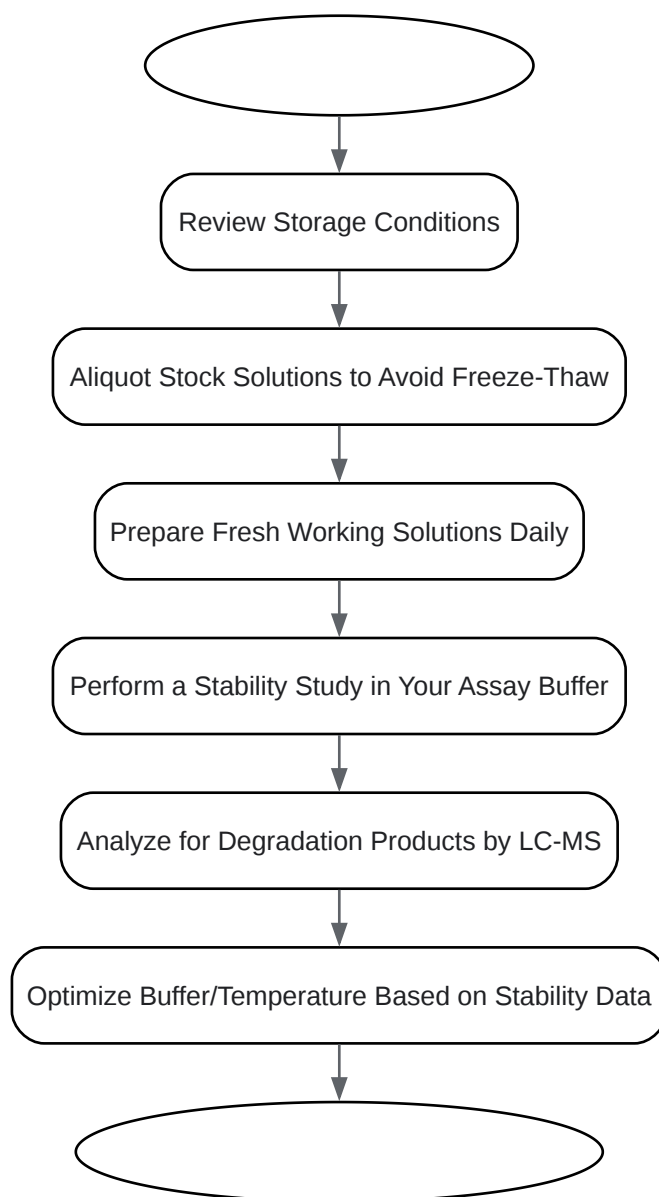 Review Storage Conditions
Aliquot Stock Solutions to Avoid Freeze-Thaw
Prepare Fresh Working Solutions Daily
Perform a Stability Study in Your Assay Buffer
Analyze for Degradation Products by LC-MS
Optimize Buffer/Temperature Based on Stability Data